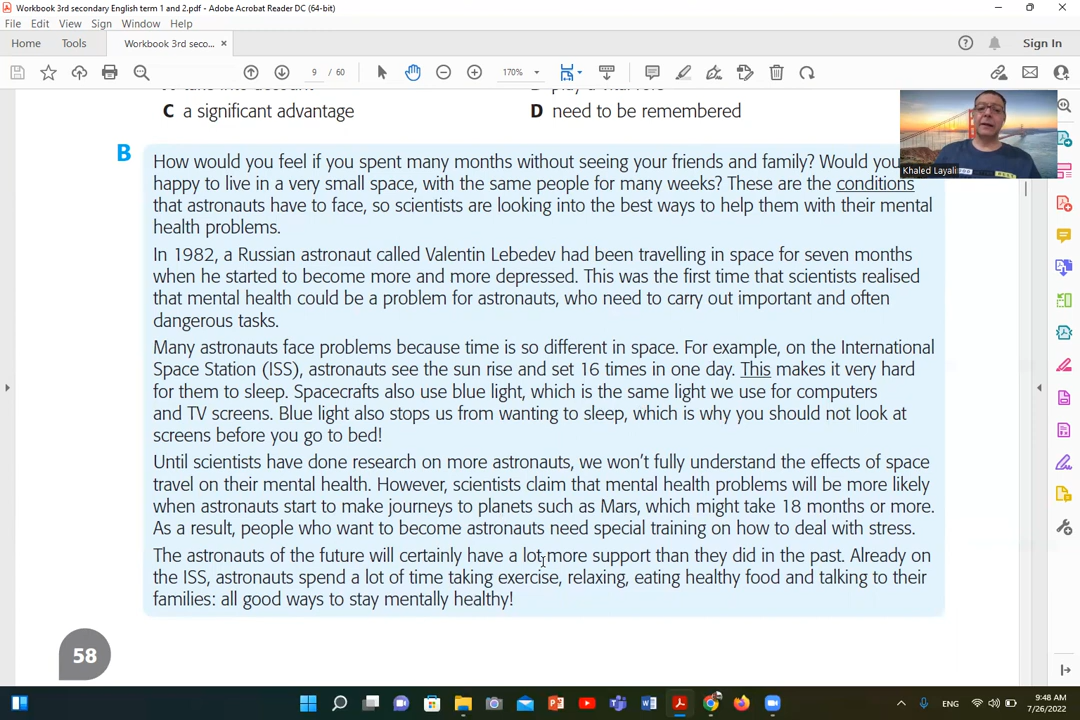 Workbook 3rd secondary English term 1 and 2.pdf - Adobe Acrobat Reader DC (64-bit)
File Edit View Sign Window Help
Home Tools Workbook 3rd seco... × Sign In
9 / 60 170%
C a significant advantage D need to be remembered
Khaled Layali
B
How would you feel if you spent many months without seeing your friends and family? Would you
happy to live in a very small space, with the same people for many weeks? These are the conditions
that astronauts have to face, so scientists are looking into the best ways to help them with their mental
health problems.
In 1982, a Russian astronaut called Valentin Lebedev had been travelling in space for seven months
when he started to become more and more depressed. This was the first time that scientists realised
that mental health could be a problem for astronauts, who need to carry out important and often
dangerous tasks.
Many astronauts face problems because time is so different in space. For example, on the International
Space Station (ISS), astronauts see the sun rise and set 16 times in one day. This makes it very hard
for them to sleep. Spacecrafts also use blue light, which is the same light we use for computers
and TV screens. Blue light also stops us from wanting to sleep, which is why you should not look at
screens before you go to bed!
Until scientists have done research on more astronauts, we won't fully understand the effects of space
travel on their mental health. However, scientists claim that mental health problems will be more likely
when astronauts start to make journeys to planets such as Mars, which might take 18 months or more.
As a result, people who want to become astronauts need special training on how to deal with stress.
The astronauts of the future will certainly have a lot more support than they did in the past. Already on
the ISS, astronauts spend a lot of time taking exercise, relaxing, eating healthy food and talking to their
families: all good ways to stay mentally healthy!
58
ENG
9:48 AM
7/26/2022